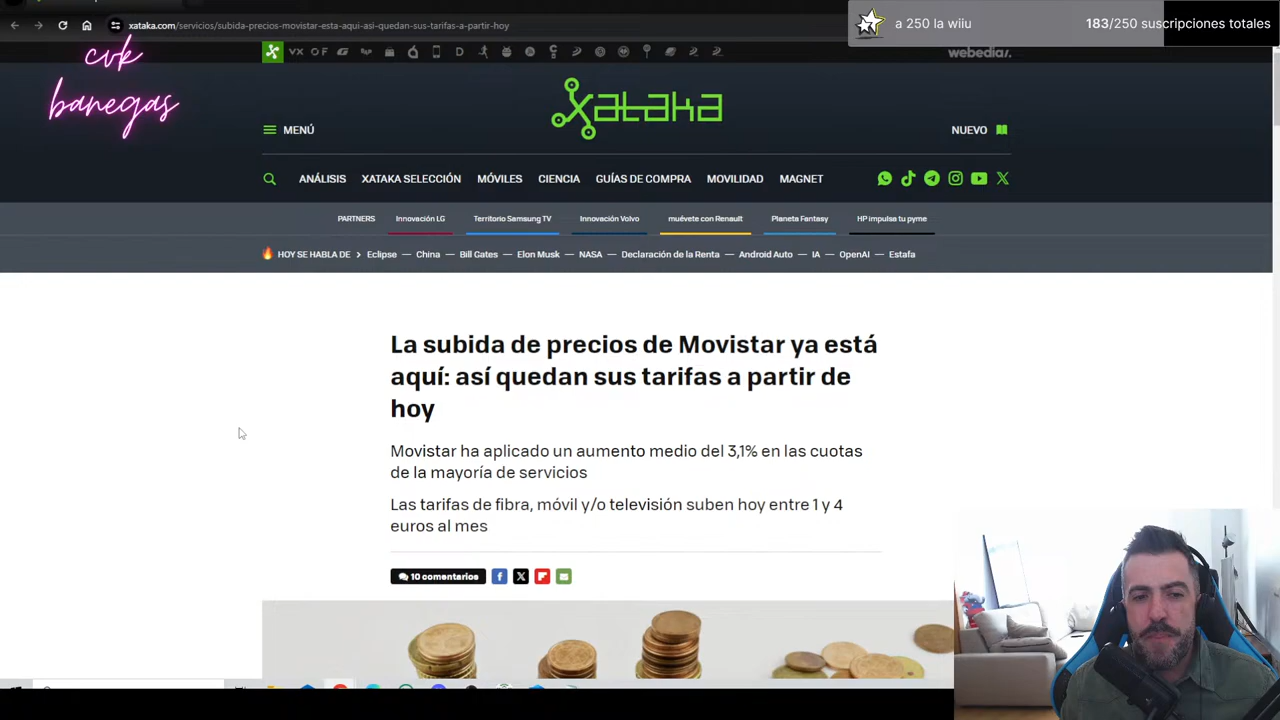 xataka.com/servicios/subida-precios-movistar-esta-aqui-asi-quedan-sus-tarifas-a-partir-hoy
a 250 la wiiu
183/250 suscripciones totales
cvk
banegas
webedia.
xataka
MENÚ
NUEVO
ANÁLISIS
XATAKA SELECCIÓN
MÓVILES
CIENCIA
GUÍAS DE COMPRA
MOVILIDAD
MAGNET
PARTNERS
Innovación LG
Territorio Samsung TV
Innovación Volvo
muévete con Renault
Planeta Fantasy
HP impulsa tu pyme
HOY SE HABLA DE > Eclipse — China — Bill Gates — Elon Musk — NASA — Declaración de la Renta — Android Auto — IA — OpenAI — Estafa
La subida de precios de Movistar ya está
aquí: así quedan sus tarifas a partir de
hoy
Movistar ha aplicado un aumento medio del 3,1% en las cuotas
de la mayoría de servicios
Las tarifas de fibra, móvil y/o televisión suben hoy entre 1 y 4
euros al mes
10 comentarios